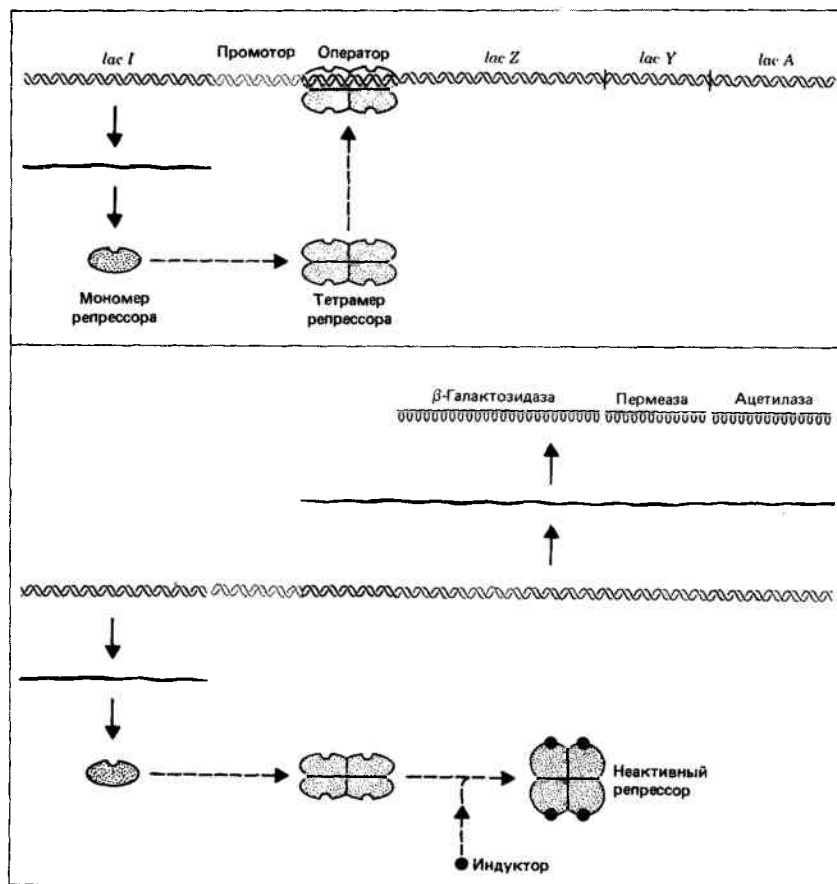 lac I Промотор Оператор lac Z lac Y lac A
Мономер репрессора
Тетрамер репрессора
β-Галактозидаза Пермеаза Ацетилаза
Неактивный репрессор
Индуктор